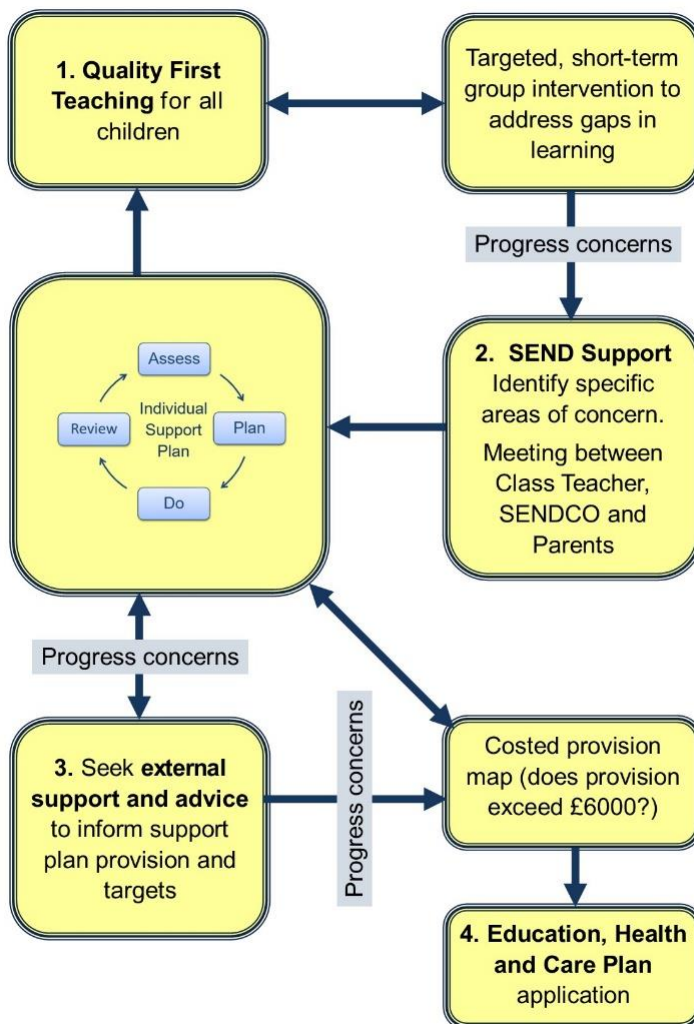 1. Quality First
Teaching for all
children
Targeted, short-term
group intervention to
address gaps in
learning
Progress concerns
2. SEND Support
Identify specific
areas of concern.
Meeting between
Class Teacher,
SENDCO and
Parents
Assess
Individual
Support
Plan
Plan
Do
Review
Progress concerns
3. Seek external
support and advice
to inform support
plan provision and
targets
Progress concerns
Costed provision
map (does provision
exceed £6000?)
4. Education, Health
and Care Plan
application